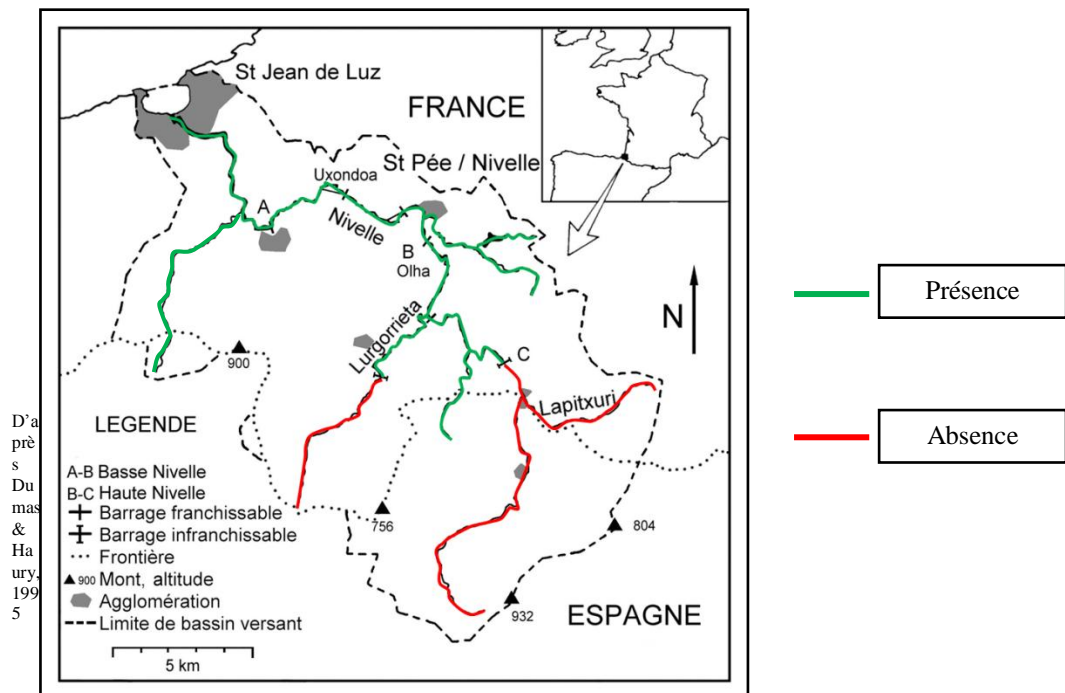 St Jean de Luz
FRANCE
St Pée / Nivelle
Uxondoa
A
Nivelle
B
Olha
N
Lurgorrieta
C
900
Lapitxuri
LEGENDE
A-B Basse Nivelle
B-C Haute Nivelle
Barrage franchissable
Barrage infranchissable
Frontière
900 Mont, altitude
Agglomération
Limite de bassin versant
5 km
756
804
932
ESPAGNE
Présence
Absence
D'a
prè
s
Du
mas
&
Ha
ury,
199
5